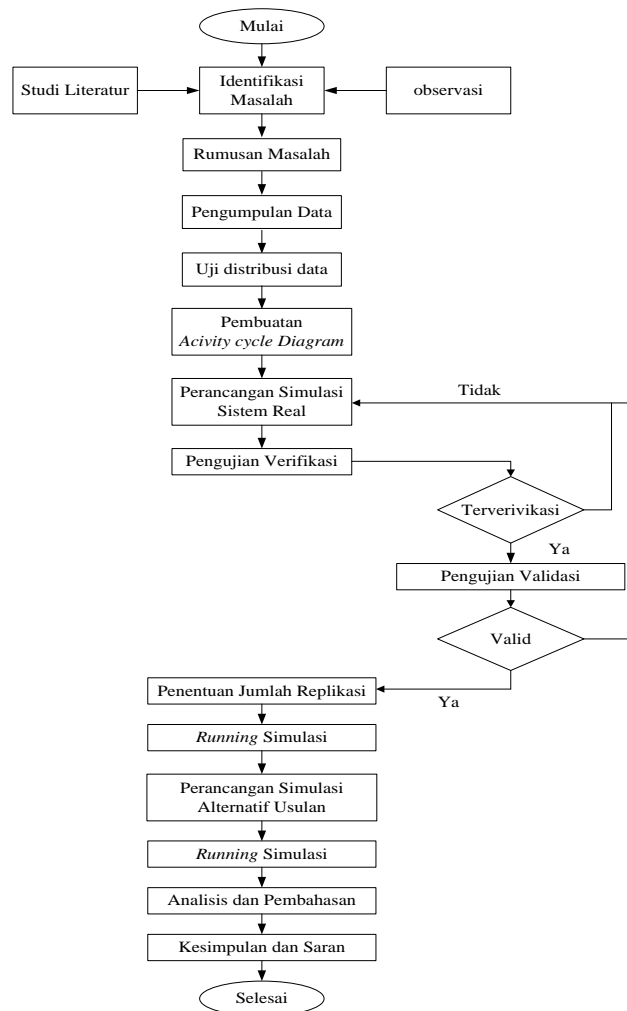 Mulai
Studi Literatur
Identifikasi
Masalah
observasi
Rumusan Masalah
Pengumpulan Data
Uji distribusi data
Pembuatan
Acivity cycle Diagram
Perancangan Simulasi
Sistem Real
Tidak
Pengujian Verifikasi
Terverivikasi
Ya
Pengujian Validasi
Valid
Penentuan Jumlah Replikasi
Ya
Running Simulasi
Perancangan Simulasi
Alternatif Usulan
Running Simulasi
Analisis dan Pembahasan
Kesimpulan dan Saran
Selesai